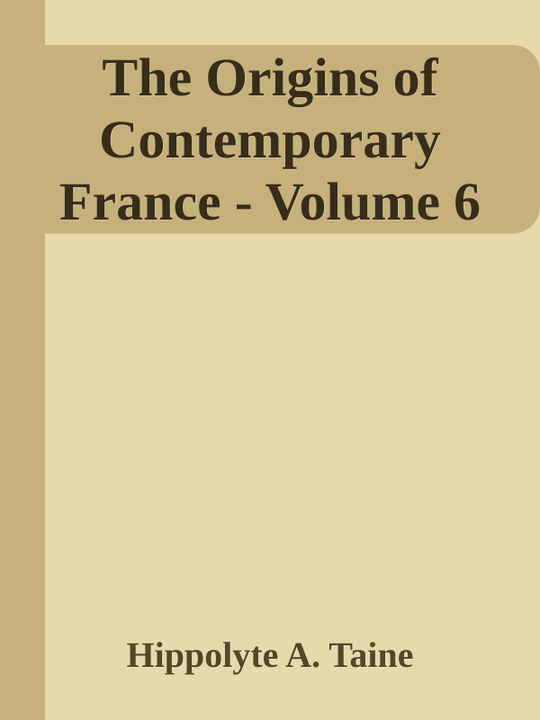 The Origins of
Contemporary
France - Volume 6
Hippolyte A. Taine